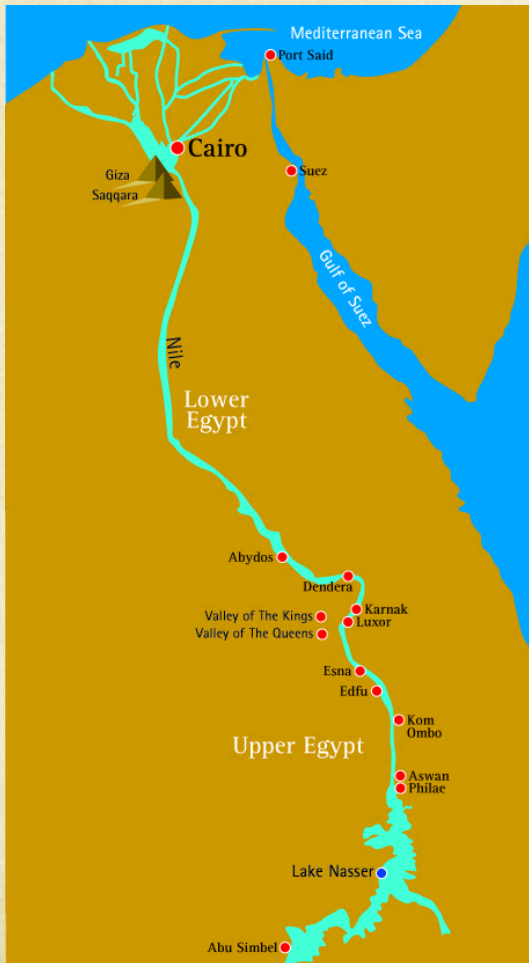 Mediterranean Sea
Port Said
Cairo
Suez
Giza
Saqqara
Gulf of Suez
Nile
Lower
Egypt
Abydos
Dendera
Karnak
Valley of The Kings
Luxor
Valley of The Queens
Esna
Edfu
Kom
Ombo
Upper Egypt
Aswan
Philae
Lake Nasser
Abu Simbel